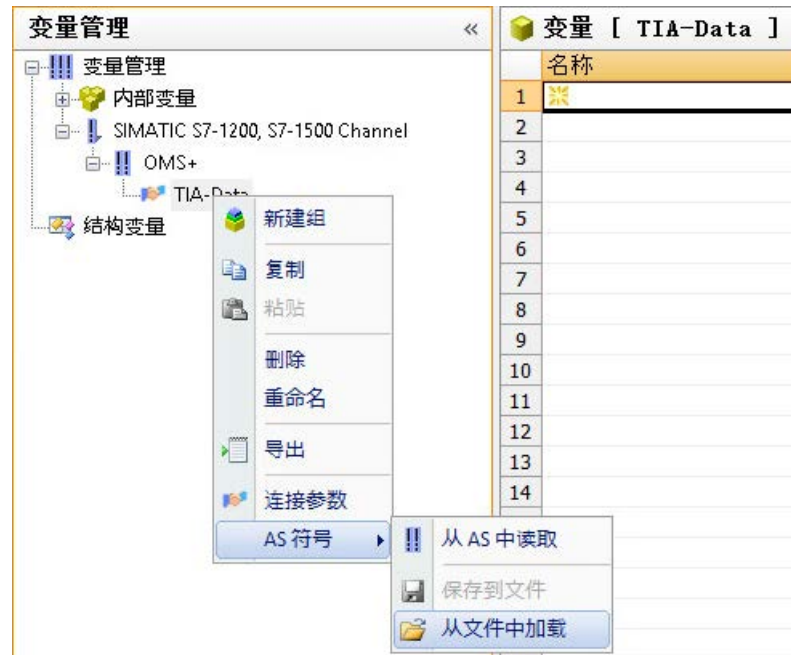 变量管理 «
变量管理
内部变量
SIMATIC S7-1200, S7-1500 Channel
OMS+
TIA-Data
结构变量
新建组
复制
粘贴
删除
重命名
导出
连接参数
AS 符号
从 AS 中读取
保存到文件
从文件中加载
变量 [ TIA-Data ]
名称
1
2
3
4
5
6
7
8
9
10
11
12
13
14